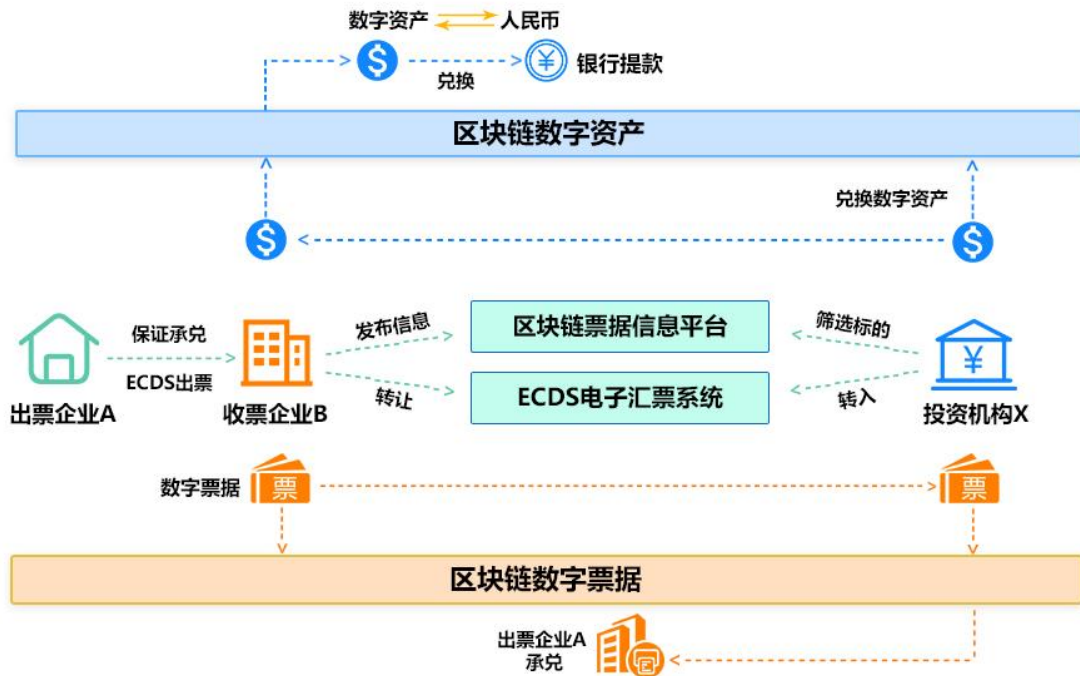 数字资产 人民币
兑换
银行提款
区块链数字资产
兑换数字资产
保证承兑
ECDS出票
发布信息
转让
区块链票据信息平台
ECDS电子汇票系统
筛选标的
转入
出票企业A
收票企业B
投资机构X
数字票据
票
票
区块链数字票据
出票企业A
承兑